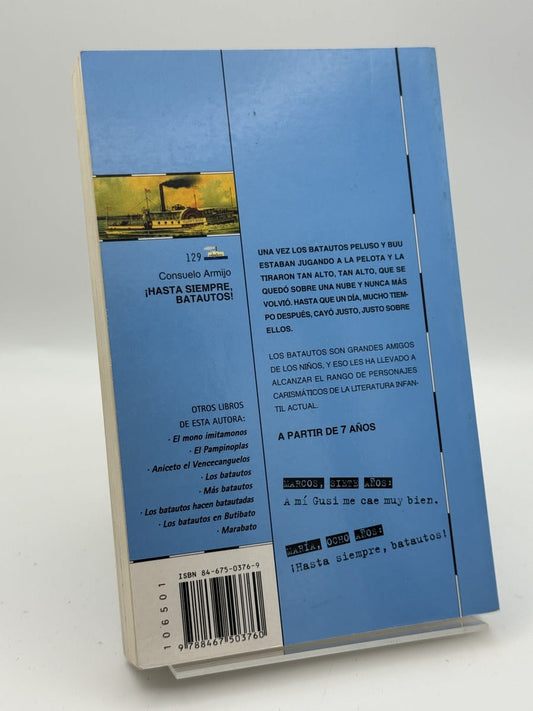 129
Consuelo Armijo
¡HASTA SIEMPRE,
BATAUTOS!
OTROS LIBROS
DE ESTA AUTORA:
· El mono imitamonos
· El Pampinoplas
· Aniceto el Vencecanguelos
· Los batautos
· Más batautos
· Los batautos hacen batautadas
· Los batautos en Butibato
· Marabato
UNA VEZ LOS BATAUTOS PELUSO Y BUU
ESTABAN JUGANDO A LA PELOTA Y LA
TIRARON TAN ALTO, TAN ALTO, QUE SE
QUEDÓ SOBRE UNA NUBE Y NUNCA MÁS
VOLVIÓ. HASTA QUE UN DÍA, MUCHO TIEM-
PO DESPUÉS, CAYÓ JUSTO, JUSTO SOBRE
ELLOS.
LOS BATAUTOS SON GRANDES AMIGOS
DE LOS NIÑOS. Y ESO LES HA LLEVADO A
ALCANZAR EL RANGO DE PERSONAJES
CARISMÁTICOS DE LA LITERATURA INFAN-
TIL ACTUAL.
A PARTIR DE 7 AÑOS
MARCOS, SIETE AÑOS:
A mí Gusi me cae muy bien.
MARÍA, OCHO AÑOS:
¡Hasta siempre, batautos!
106501
ISBN 84-675-0376-9
9 788467 503760